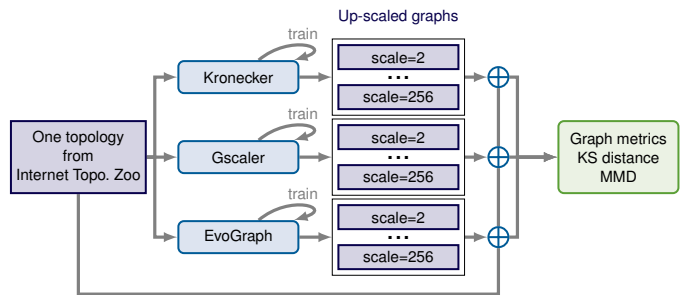 Up-scaled graphs
train
Kronecker
scale=2
...
scale=256
One topology
from
Internet Topo. Zoo
train
Gscaler
scale=2
...
scale=256
Graph metrics
KS distance
MMD
train
EvoGraph
scale=2
...
scale=256